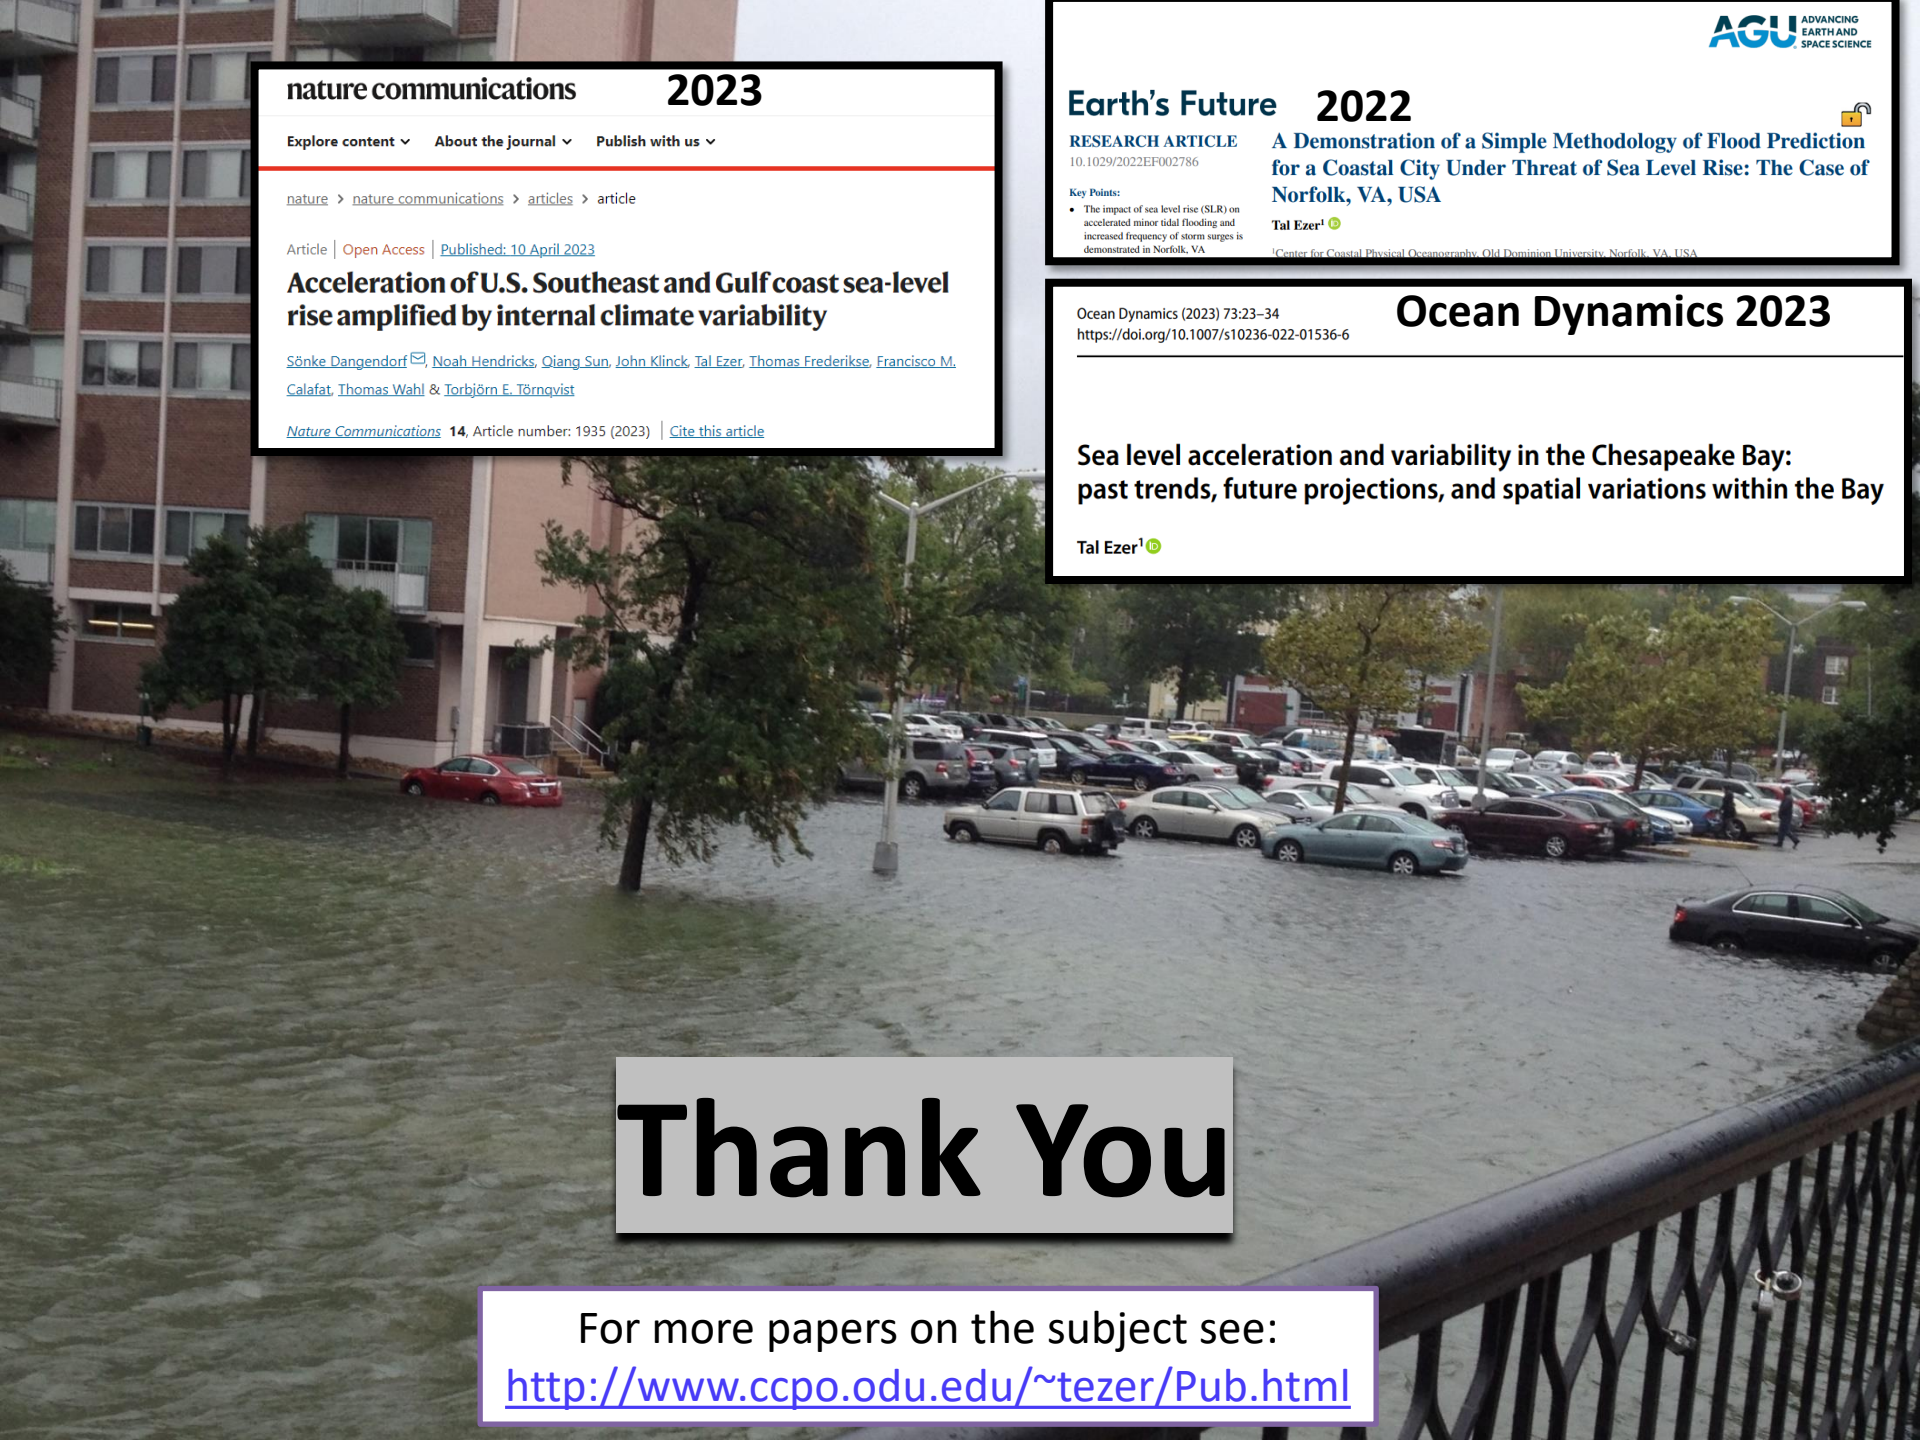 nature communications 2023
Explore content About the journal Publish with us
nature > nature communications > articles > article
Article | Open Access | Published: 10 April 2023
Acceleration of U.S. Southeast and Gulf coast sea-level
rise amplified by internal climate variability
Sönke Dangendorf, Noah Hendricks, Qiang Sun, John Klinck, Tal Ezer, Thomas Frederikse, Francisco M.
Calafat, Thomas Wahl & Torbjörn E. Törnqvist
Nature Communications 14, Article number: 1935 (2023) | Cite this article
AGU ADVANCING
EARTH AND
SPACE SCIENCE
Earth's Future 2022
RESEARCH ARTICLE
10.1029/2022EF002786
Key Points:
• The impact of sea level rise (SLR) on
accelerated minor tidal flooding and
increased frequency of storm surges is
demonstrated in Norfolk, VA
A Demonstration of a Simple Methodology of Flood Prediction
for a Coastal City Under Threat of Sea Level Rise: The Case of
Norfolk, VA, USA
Tal Ezer1 iD
1Center for Coastal Physical Oceanography, Old Dominion University, Norfolk, VA, USA
Ocean Dynamics (2023) 73:23–34
https://doi.org/10.1007/s10236-022-01536-6
Ocean Dynamics 2023
Sea level acceleration and variability in the Chesapeake Bay:
past trends, future projections, and spatial variations within the Bay
Tal Ezer1 iD
Thank You
For more papers on the subject see:
http://www.ccpo.odu.edu/~tezer/Pub.html